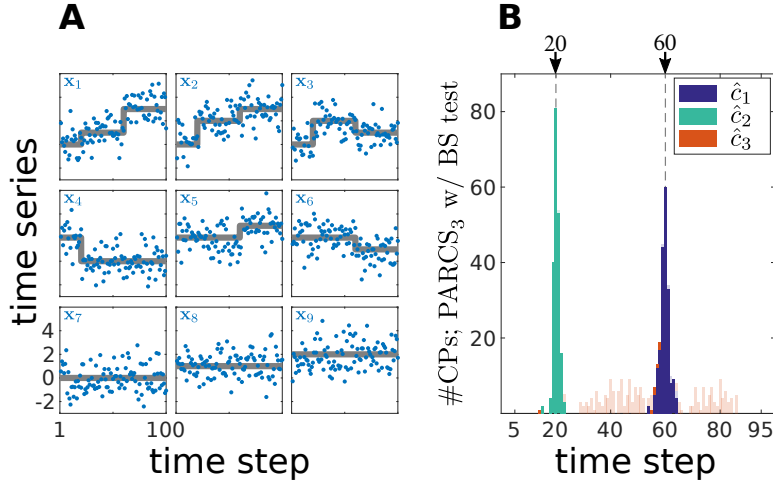 A
x₁ x₂ x₃
x₄ x₅ x₆
x₇ x₈ x₉
4
2
0
-2
1 100
time series
time step
B
20 60
ĉ₁
ĉ₂
ĉ₃
#CPs; PARCS₃ w/ BS test
80
60
40
20
5 20 40 60 80 95
time step